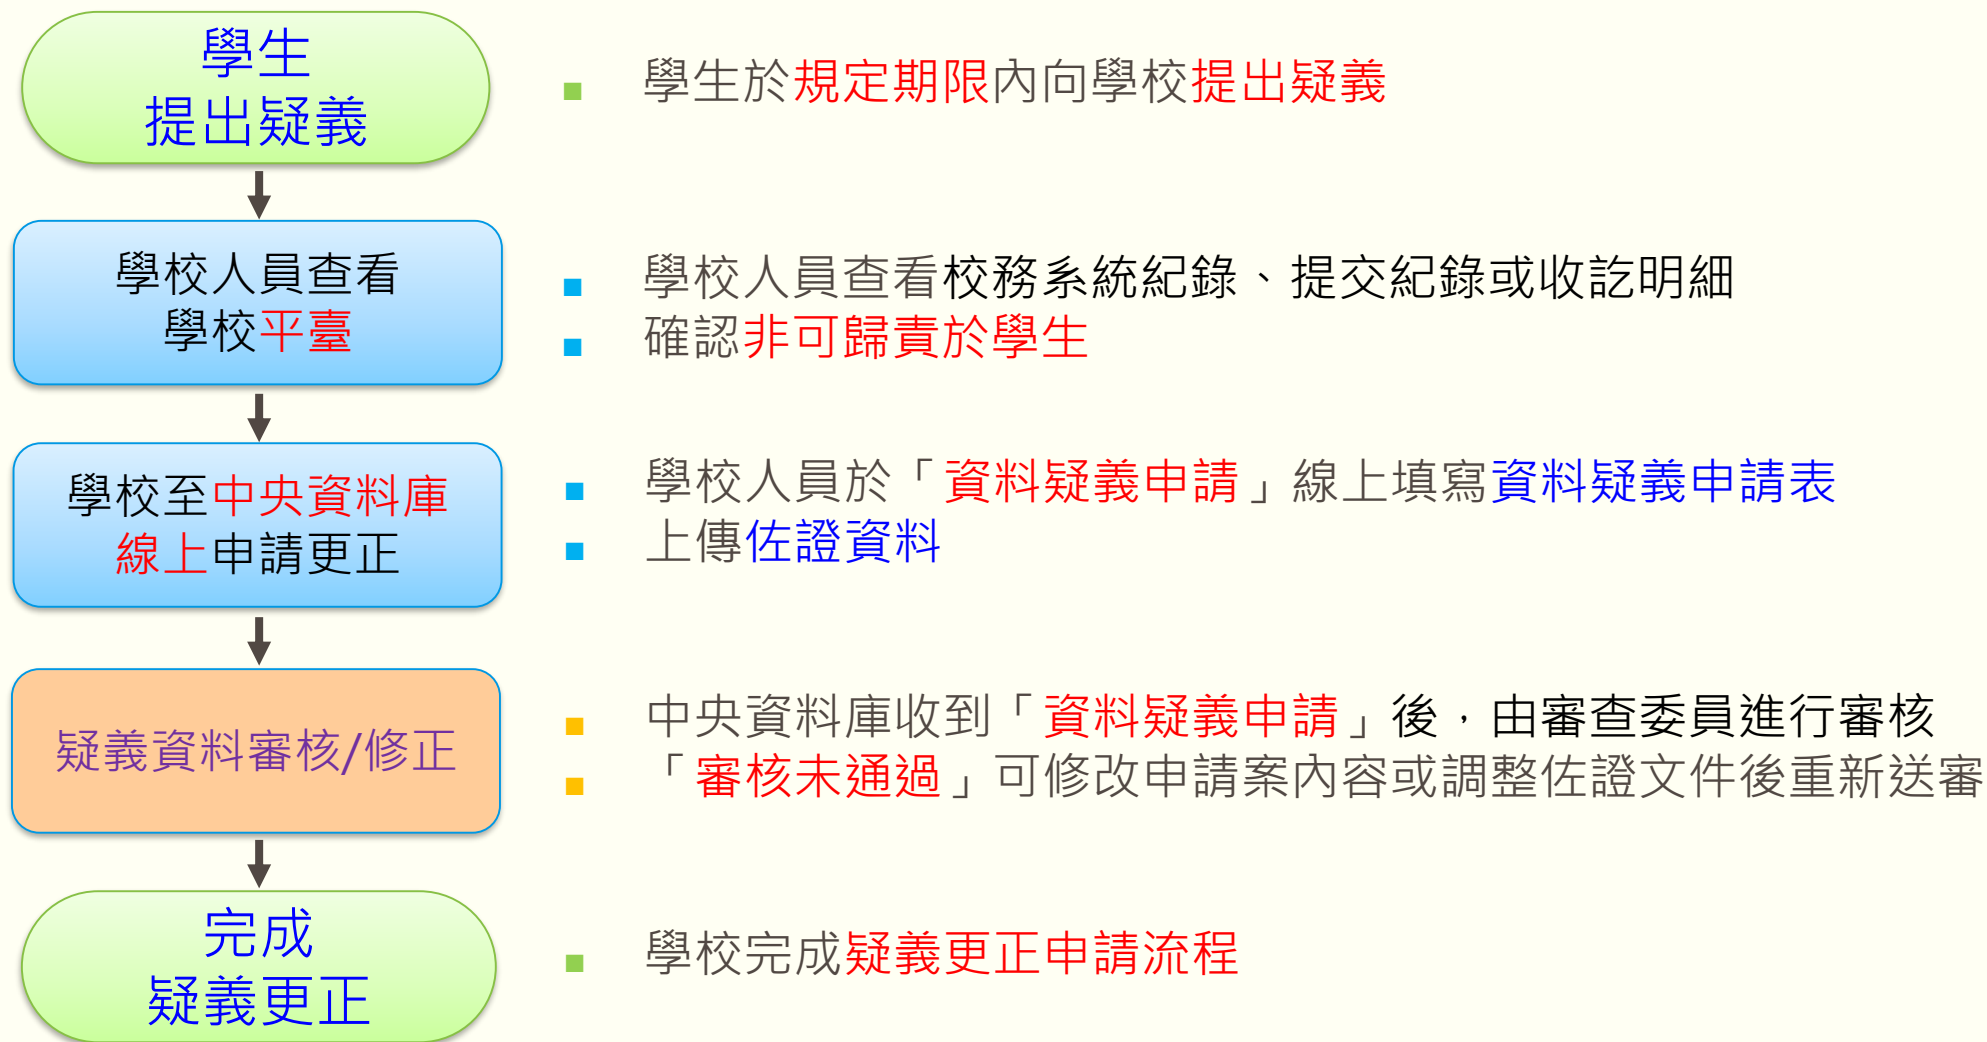 學生
提出疑義
學生於規定期限內向學校提出疑義
學校人員查看
學校平臺
學校人員查看校務系統紀錄、提交紀錄或收訖明細
確認非可歸責於學生
學校至中央資料庫
線上申請更正
學校人員於「資料疑義申請」線上填寫資料疑義申請表
上傳佐證資料
疑義資料審核/修正
中央資料庫收到「資料疑義申請」後，由審查委員進行審核
「審核未通過」可修改申請案內容或調整佐證文件後重新送審
完成
疑義更正
學校完成疑義更正申請流程